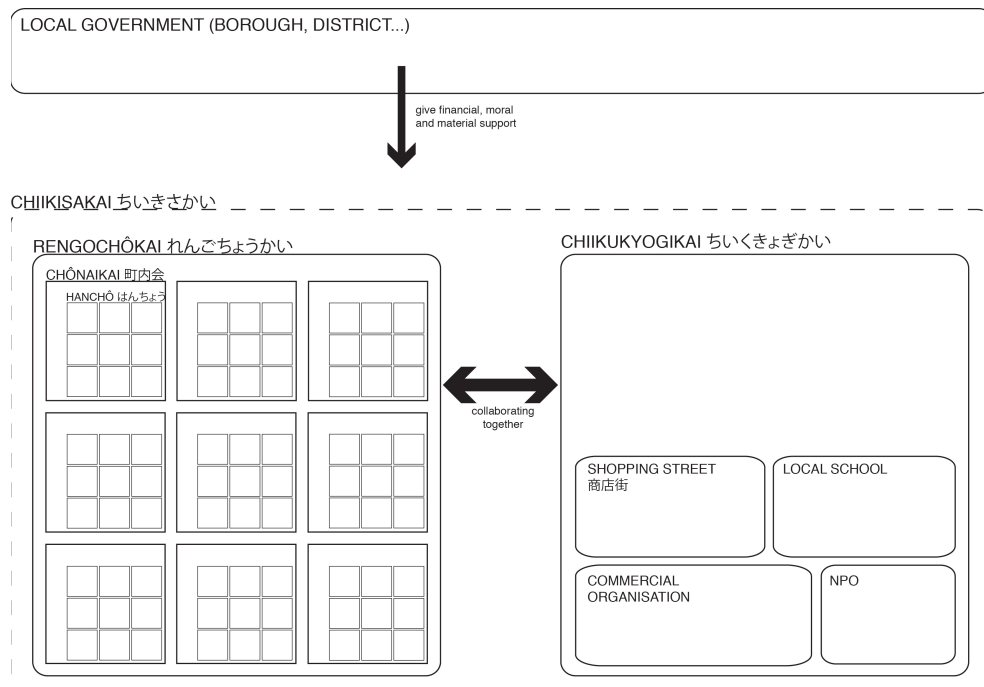 LOCAL GOVERNMENT (BOROUGH, DISTRICT...)
give financial, moral
and material support
CHIIKISAKAI ちいきさかい
RENGOCHÔKAI れんごちょうかい
CHÔNAIKAI 町内会
HANCHÔ はんちょう
CHIIKUKYOGIKAI ちいくきょぎかい
collaborating
together
SHOPPING STREET
商店街
LOCAL SCHOOL
COMMERCIAL
ORGANISATION
NPO